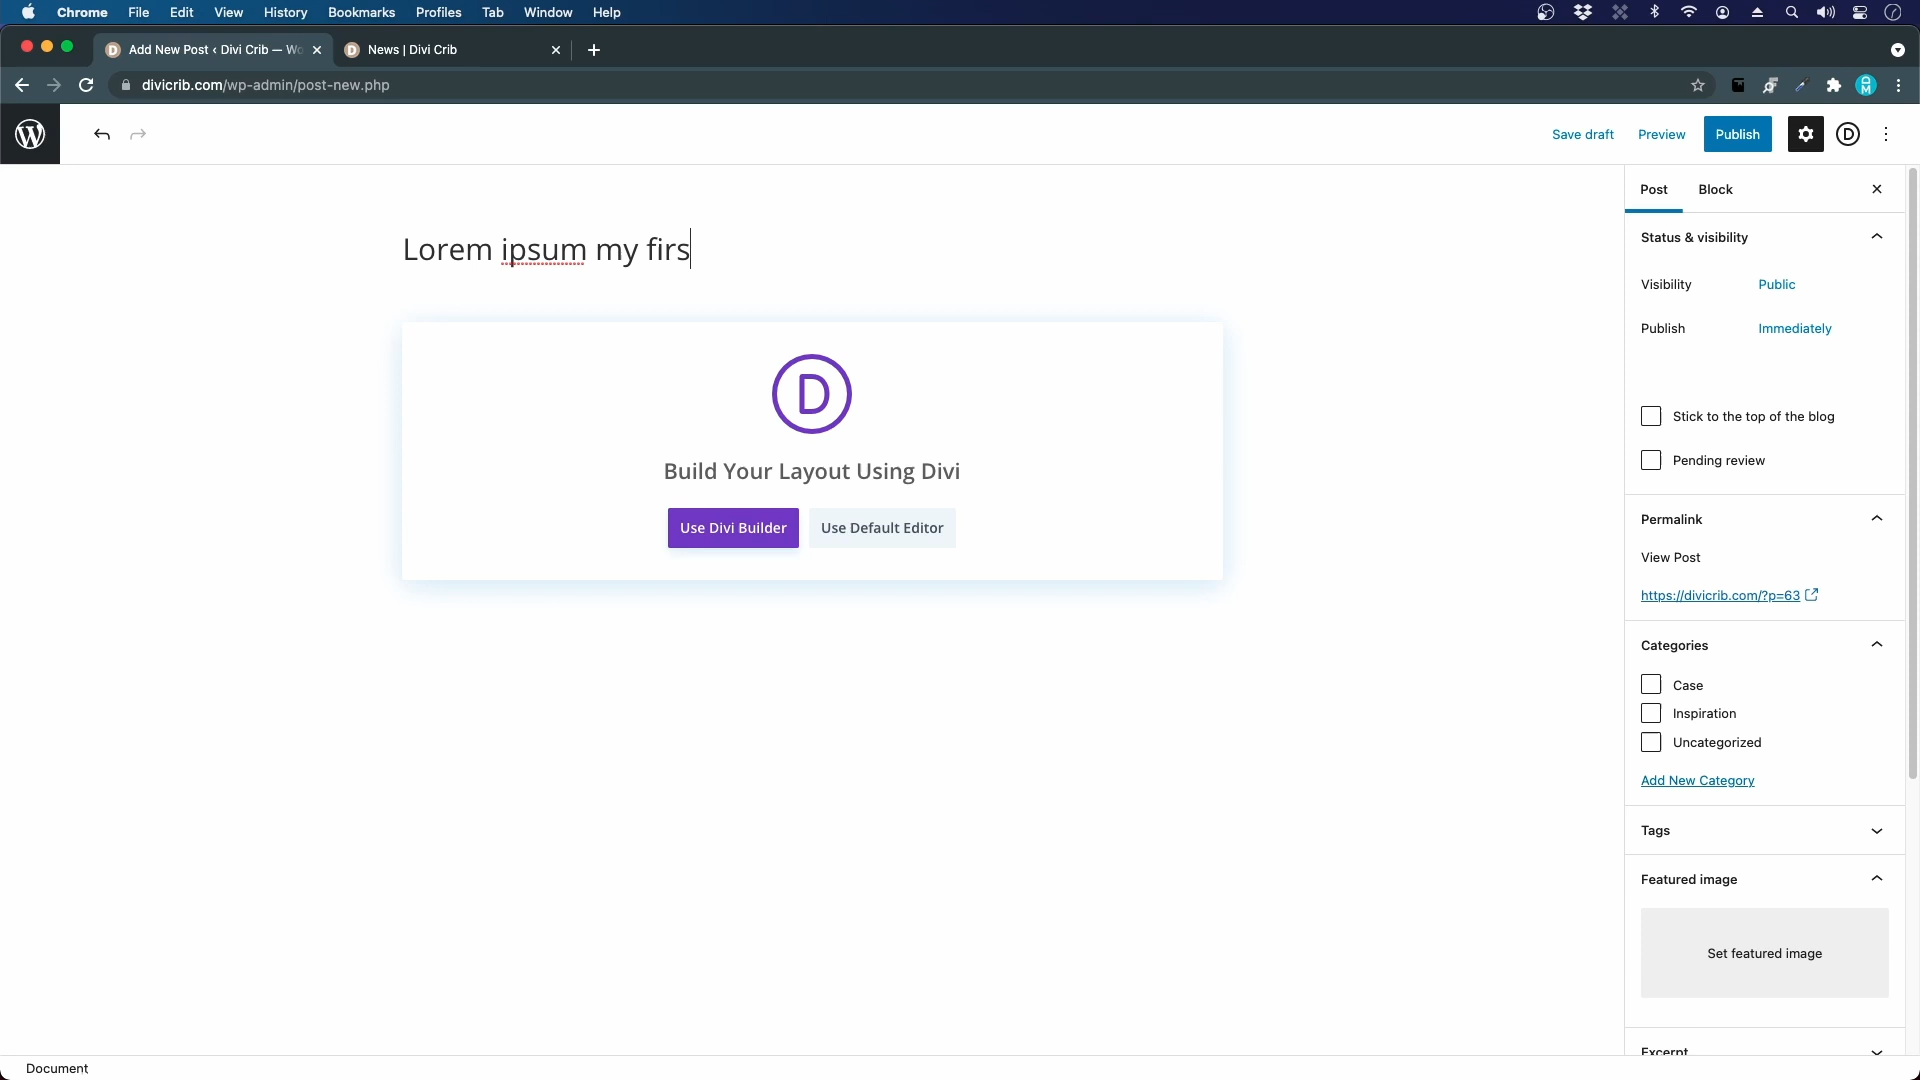 Chrome File Edit View History Bookmarks Profiles Tab Window Help
Add New Post ‹ Divi Crib — Wo
News | Divi Crib
divicrib.com/wp-admin/post-new.php
Save draft Preview Publish
Post Block
Status & visibility
Lorem ipsum my firs
Visibility Public
Publish Immediately
Stick to the top of the blog
Pending review
D
Build Your Layout Using Divi
Use Divi Builder Use Default Editor
Permalink
View Post
https://divicrib.com/?p=63
Categories
Case
Inspiration
Uncategorized
Add New Category
Tags
Featured image
Set featured image
Excerpt
Document